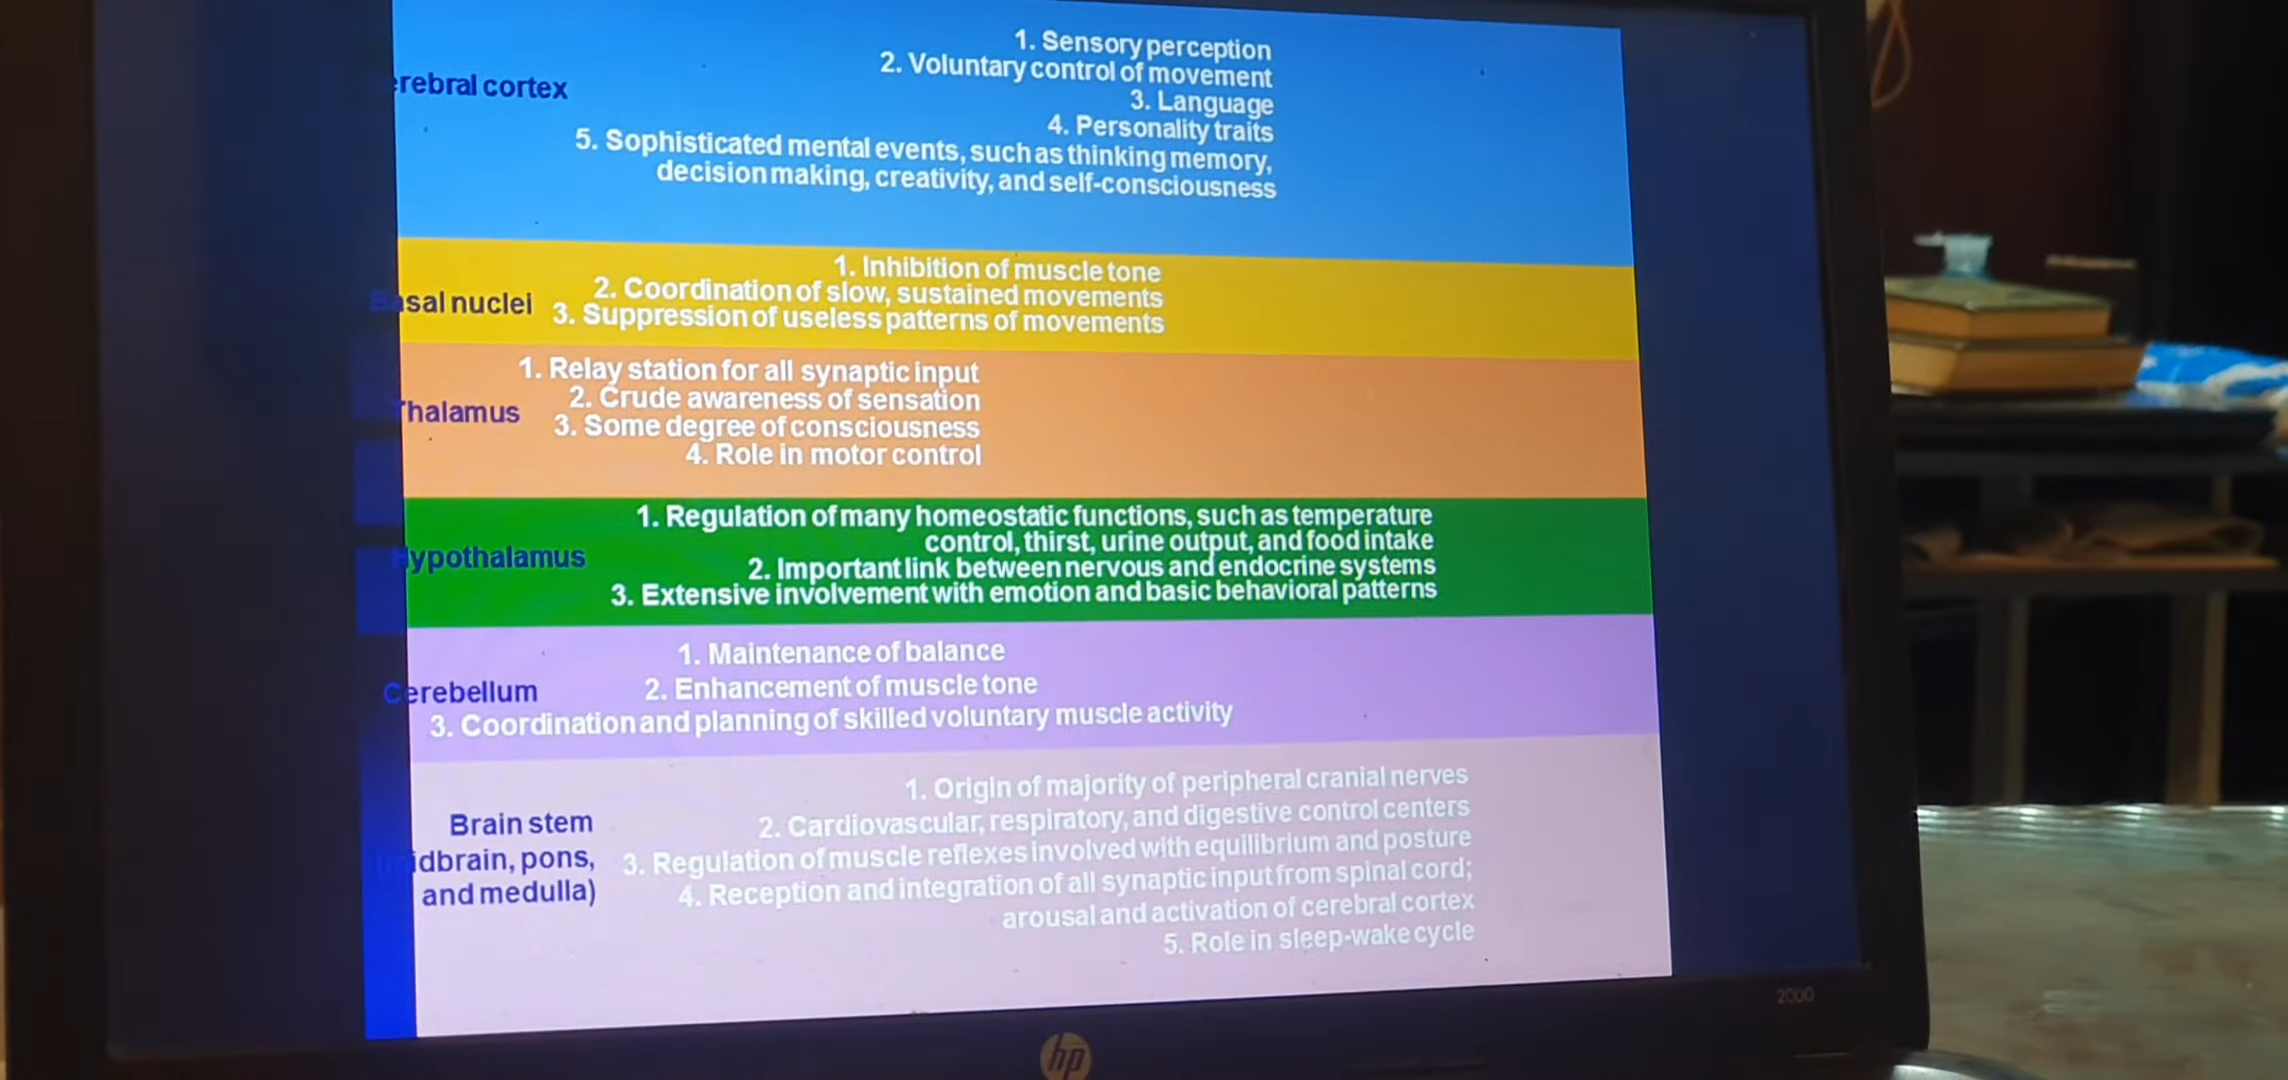 erebral cortex
1. Sensory perception
2. Voluntary control of movement
3. Language
4. Personality traits
5. Sophisticated mental events, such as thinking memory,
decision making, creativity, and self-consciousness
Basal nuclei
1. Inhibition of muscle tone
2. Coordination of slow, sustained movements
3. Suppression of useless patterns of movements
Thalamus
1. Relay station for all synaptic input
2. Crude awareness of sensation
3. Some degree of consciousness
4. Role in motor control
Hypothalamus
1. Regulation of many homeostatic functions, such as temperature
control, thirst, urine output, and food intake
2. Important link between nervous and endocrine systems
3. Extensive involvement with emotion and basic behavioral patterns
Cerebellum
1. Maintenance of balance
2. Enhancement of muscle tone
3. Coordination and planning of skilled voluntary muscle activity
Brain stem
(midbrain, pons,
and medulla)
1. Origin of majority of peripheral cranial nerves
2. Cardiovascular, respiratory, and digestive control centers
3. Regulation of muscle reflexes involved with equilibrium and posture
4. Reception and integration of all synaptic input from spinal cord;
arousal and activation of cerebral cortex
5. Role in sleep-wake cycle
2000
hp